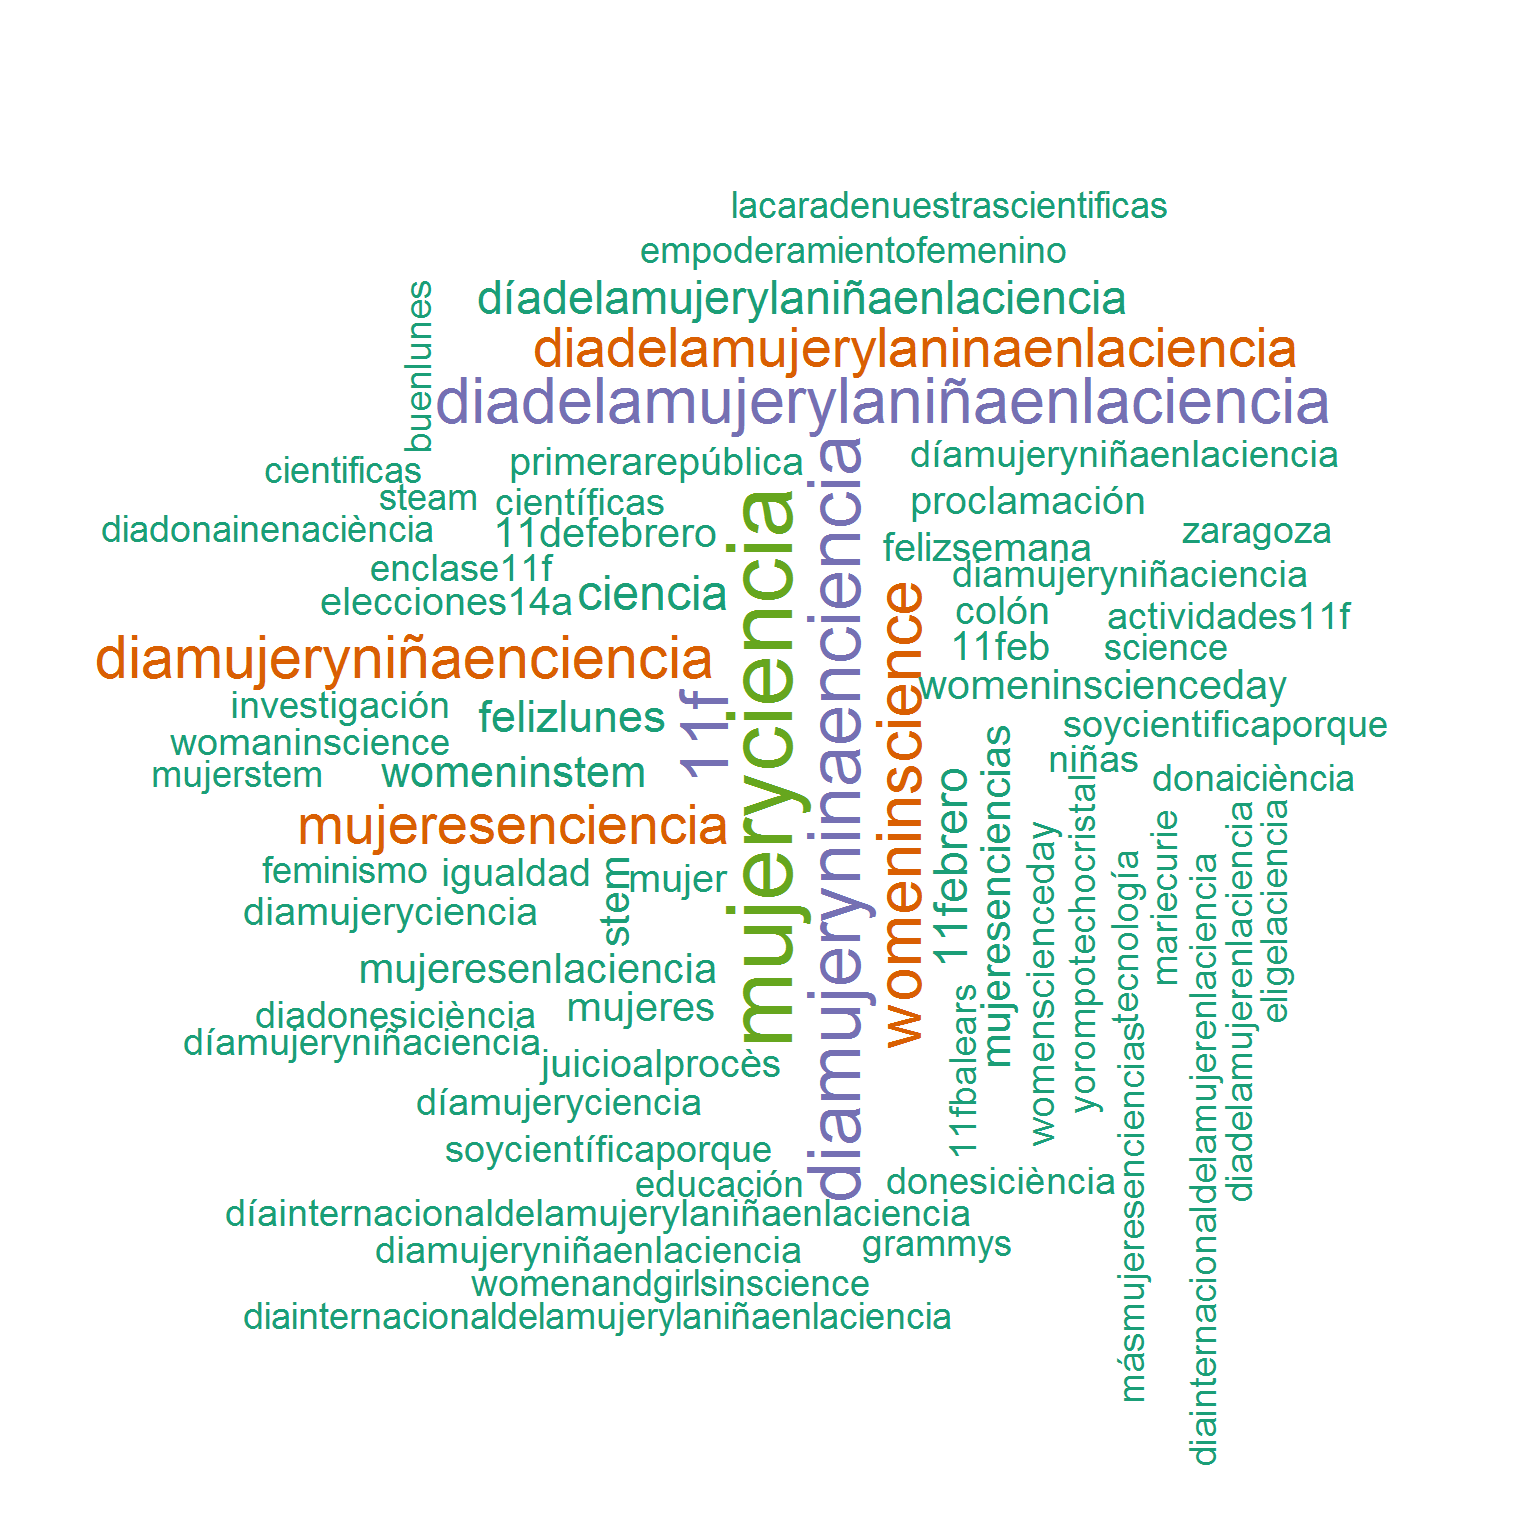 lacaradenuestrascientificas
empoderamientofemenino
díadelamujerylaniñaenlaciencia
buenlunes
diadelamujerylaninaenlaciencia
diadelamujerylaniñaenlaciencia
cientificas
primerarepública
díamujeryniñaenlaciencia
steam
científicas
proclamación
diadonainenaciència
11defebrero
zaragoza
felizsemana
enclase11f
diamujeryniñaciencia
elecciones14a
ciencia
colón
actividades11f
11feb
science
diamujeryniñaenciencia
womeninscienceday
investigación
felizlunes
11f
mujeryciencia
diamujeryninaenciencia
womeninscience
soycientificaporque
womaninscience
niñas
mujerstem
womeninstem
donaiciència
mujeresenciencia
11febrero
mujeresenciencias
womenscienceday
yorompotechocristal
tecnología
mariecurie
feminismo
igualdad
stem
mujer
diamujeryciencia
mujeresenlaciencia
diadonesiciència
mujeres
11fbalears
másmujeresenciencias
diainternacionaldelamujerenlaciencia
diadelamujerenlaciencia
eligelaciencia
díamujeryniñaciencia
juicioalprocès
díamujeryciencia
soycientíficaporque
educación
donesiciència
díainternacionaldelamujerylaniñaenlaciencia
diamujeryniñaenlaciencia
grammys
womenandgirlsinscience
diainternacionaldelamujerylaniñaenlaciencia